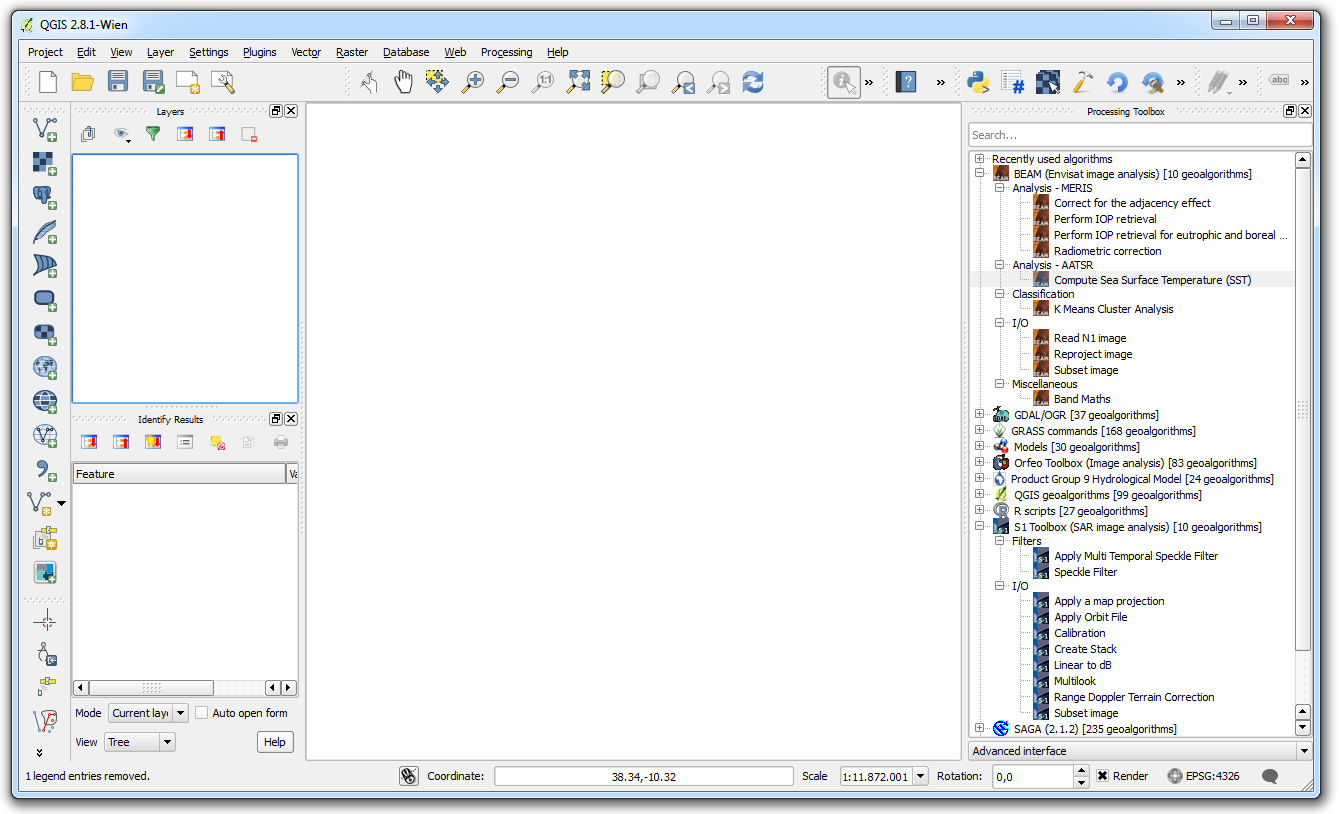 QGIS 2.8.1-Wien
Project Edit View Layer Settings Plugins Vector Raster Database Web Processing Help
1:1 ? # abc
Layers
Processing Toolbox
Search...
Recently used algorithms
BEAM (Envisat image analysis) [10 geoalgorithms]
Analysis - MERIS
Correct for the adjacency effect
Perform IOP retrieval
Perform IOP retrieval for eutrophic and boreal ...
Radiometric correction
Analysis - AATSR
Compute Sea Surface Temperature (SST)
Classification
K Means Cluster Analysis
I/O
Read N1 image
Reproject image
Subset image
Miscellaneous
Band Maths
GDAL/OGR [37 geoalgorithms]
GRASS commands [168 geoalgorithms]
Models [30 geoalgorithms]
Orfeo Toolbox (Image analysis) [83 geoalgorithms]
Product Group 9 Hydrological Model [24 geoalgorithms]
QGIS geoalgorithms [99 geoalgorithms]
R scripts [27 geoalgorithms]
S1 Toolbox (SAR image analysis) [10 geoalgorithms]
Filters
Apply Multi Temporal Speckle Filter
Speckle Filter
I/O
Apply a map projection
Apply Orbit File
Calibration
Create Stack
Linear to dB
Multilook
Range Doppler Terrain Correction
Subset image
SAGA (2.1.2) [235 geoalgorithms]
Advanced interface
Identify Results
Feature
Mode Current lay Auto open form
View Tree Help
1 legend entries removed.
Coordinate: 38.34,-10.32 Scale 1:11.872.001 Rotation: 0,0 Render EPSG:4326